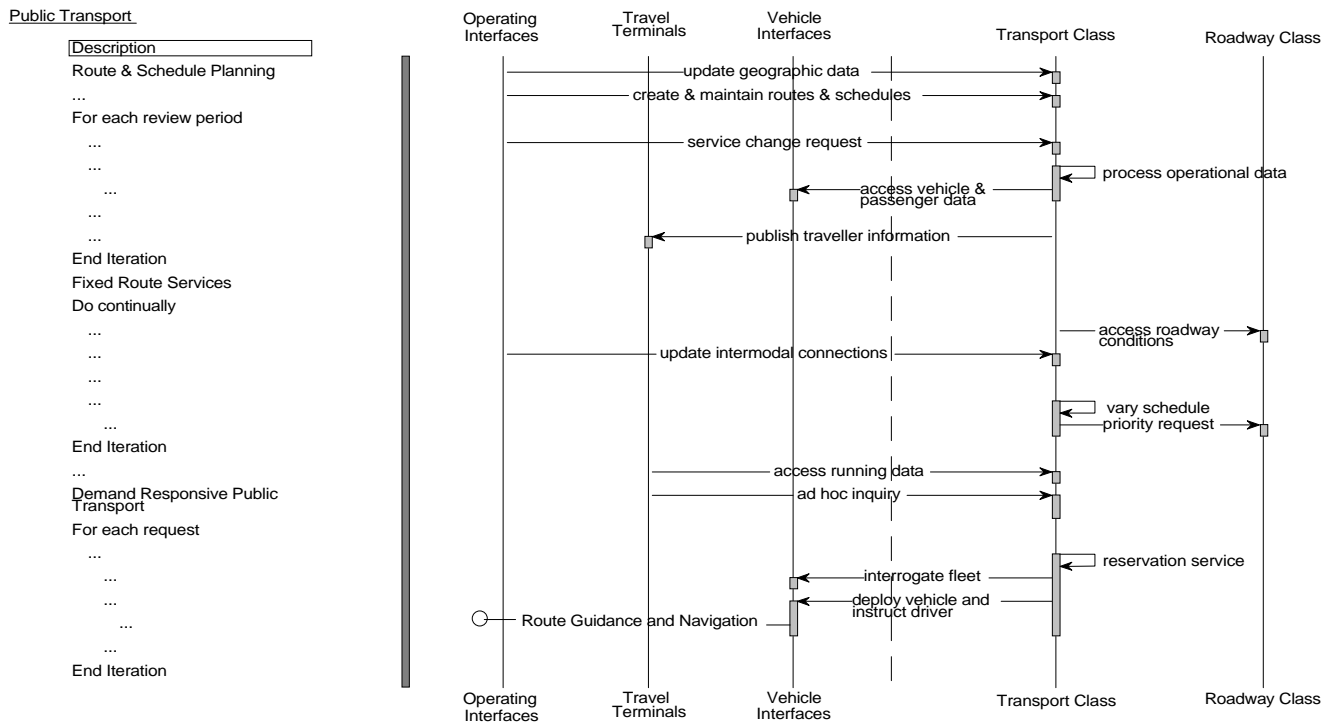 Public Transport
Operating
Interfaces
Travel
Terminals
Vehicle
Interfaces
Transport Class
Roadway Class
Description
Route & Schedule Planning
update geographic data
...
create & maintain routes & schedules
For each review period
...
service change request
...
process operational data
...
access vehicle &
passenger data
...
...
publish traveller information
End Iteration
Fixed Route Services
Do continually
...
access roadway
conditions
...
update intermodal connections
...
...
vary schedule
...
priority request
End Iteration
...
access running data
Demand Responsive Public
Transport
ad hoc inquiry
For each request
...
reservation service
...
interrogate fleet
...
deploy vehicle and
instruct driver
...
Route Guidance and Navigation
...
End Iteration
Operating
Interfaces
Travel
Terminals
Vehicle
Interfaces
Transport Class
Roadway Class